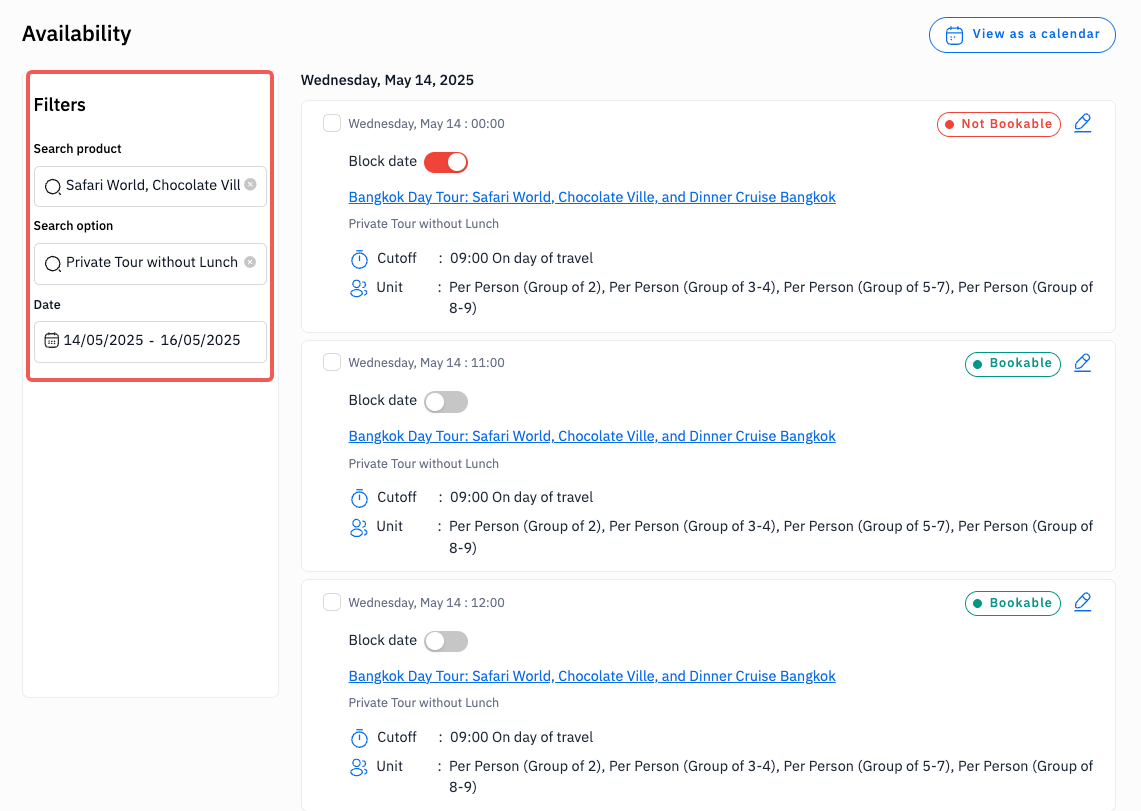 Availability
View as a calendar
Filters
Search product
Safari World, Chocolate Vill
Search option
Private Tour without Lunch
Date
14/05/2025 - 16/05/2025
Wednesday, May 14, 2025
Wednesday, May 14 : 00:00
Not Bookable
Block date
Bangkok Day Tour: Safari World, Chocolate Ville, and Dinner Cruise Bangkok
Private Tour without Lunch
Cutoff : 09:00 On day of travel
Unit : Per Person (Group of 2), Per Person (Group of 3-4), Per Person (Group of 5-7), Per Person (Group of
8-9)
Wednesday, May 14 : 11:00
Bookable
Block date
Bangkok Day Tour: Safari World, Chocolate Ville, and Dinner Cruise Bangkok
Private Tour without Lunch
Cutoff : 09:00 On day of travel
Unit : Per Person (Group of 2), Per Person (Group of 3-4), Per Person (Group of 5-7), Per Person (Group of
8-9)
Wednesday, May 14 : 12:00
Bookable
Block date
Bangkok Day Tour: Safari World, Chocolate Ville, and Dinner Cruise Bangkok
Private Tour without Lunch
Cutoff : 09:00 On day of travel
Unit : Per Person (Group of 2), Per Person (Group of 3-4), Per Person (Group of 5-7), Per Person (Group of
8-9)